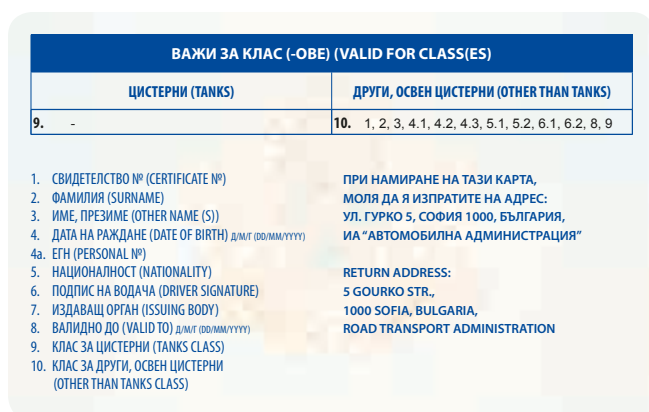 ВАЖИ ЗА КЛАС (-ОВЕ) (VALID FOR CLASS(ES)
ЦИСТЕРНИ (TANKS)
ДРУГИ, ОСВЕН ЦИСТЕРНИ (OTHER THAN TANKS)
9. -
10. 1, 2, 3, 4.1, 4.2, 4.3, 5.1, 5.2, 6.1, 6.2, 8, 9
1. СВИДЕТЕЛСТВО № (CERTIFICATE №)
2. ФАМИЛИЯ (SURNAME)
3. ИМЕ, ПРЕЗИМЕ (OTHER NAME (S))
4. ДАТА НА РАЖДАНЕ (DATE OF BIRTH) Д/М/Г (DD/MM/YYYY)
4a. ЕГН (PERSONAL №)
5. НАЦИОНАЛНОСТ (NATIONALITY)
6. ПОДПИС НА ВОДАЧА (DRIVER SIGNATURE)
7. ИЗДАВАЩ ОРГАН (ISSUING BODY)
8. ВАЛИДНО ДО (VALID TO) Д/М/Г (DD/MM/YYYY)
9. КЛАС ЗА ЦИСТЕРНИ (TANKS CLASS)
10. КЛАС ЗА ДРУГИ, ОСВЕН ЦИСТЕРНИ
(OTHER THAN TANKS CLASS)
ПРИ НАМИРАНЕ НА ТАЗИ КАРТА,
МОЛЯ ДА Я ИЗПРАТИТЕ НА АДРЕС:
УЛ. ГУРКО 5, СОФИЯ 1000, БЪЛГАРИЯ,
ИА “АВТОМОБИЛНА АДМИНИСТРАЦИЯ”
RETURN ADDRESS:
5 GOURKO STR.,
1000 SOFIA, BULGARIA,
ROAD TRANSPORT ADMINISTRATION